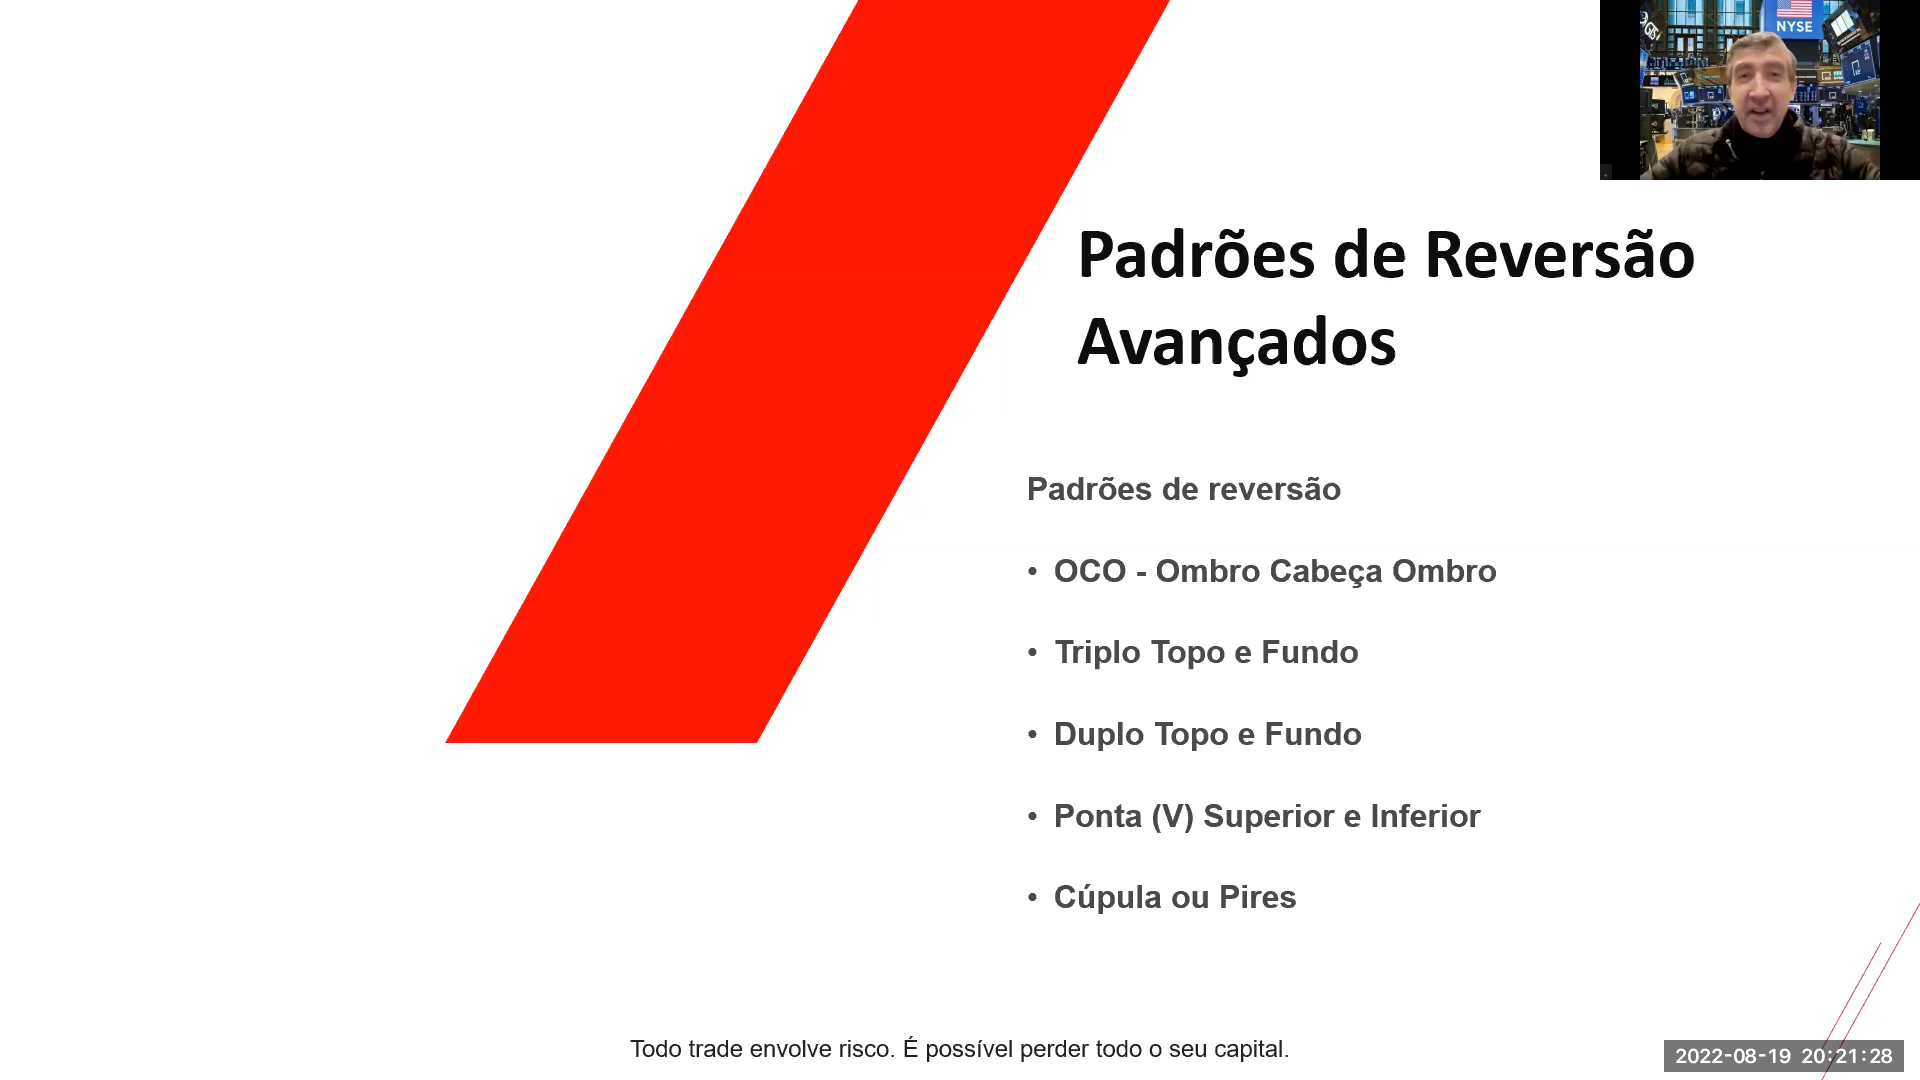 NYSE
Padrões de Reversão
Avançados
Padrões de reversão
• OCO - Ombro Cabeça Ombro
• Triplo Topo e Fundo
• Duplo Topo e Fundo
• Ponta (V) Superior e Inferior
• Cúpula ou Pires
Todo trade envolve risco. É possível perder todo o seu capital.
2022-08-19 20:21:28